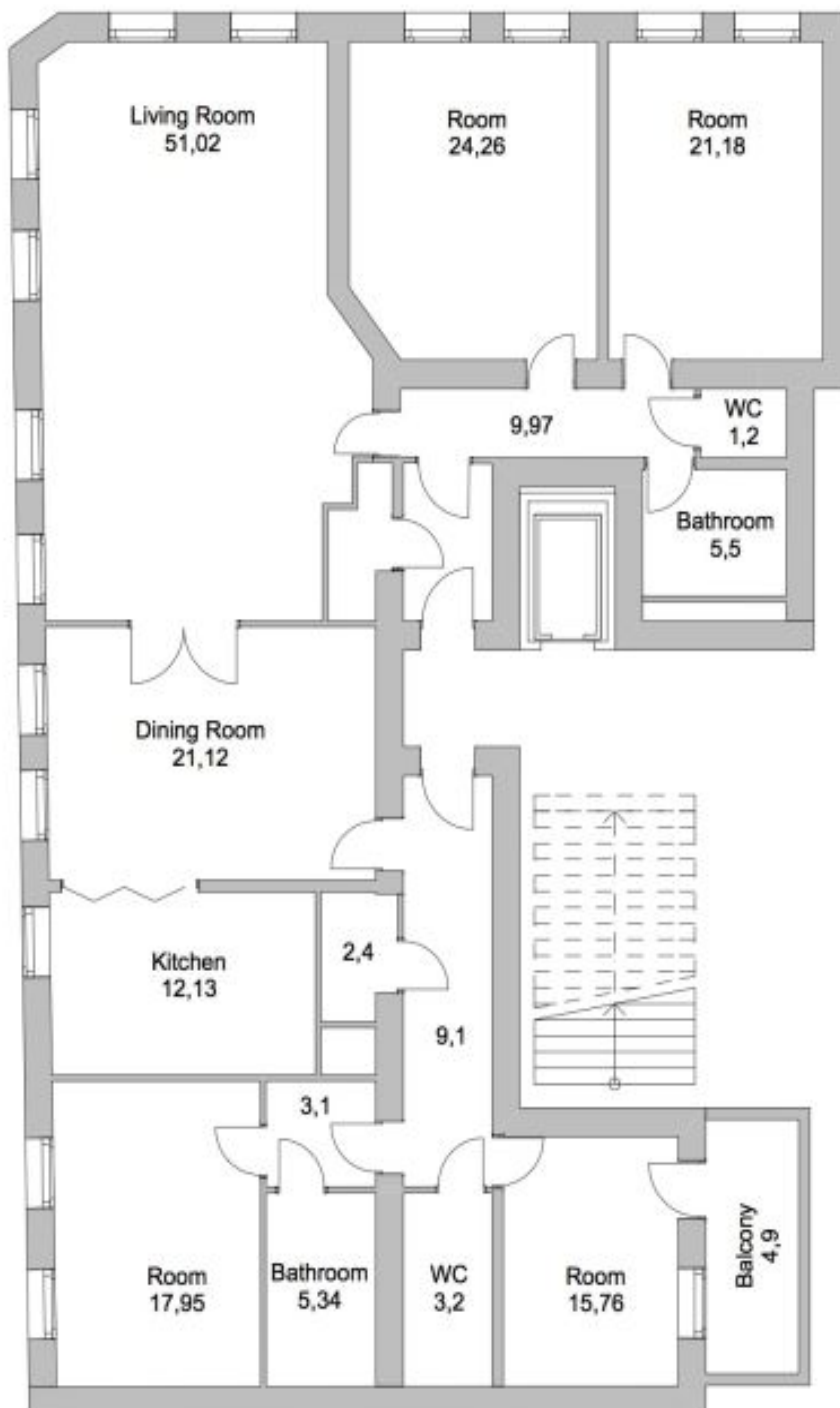 Living Room
51,02
Room
24,26
Room
21,18
9,97
WC
1,2
Bathroom
5,5
Dining Room
21,12
Kitchen
12,13
2,4
9,1
3,1
Room
17,95
Bathroom
5,34
WC
3,2
Room
15,76
Balcony
4,9